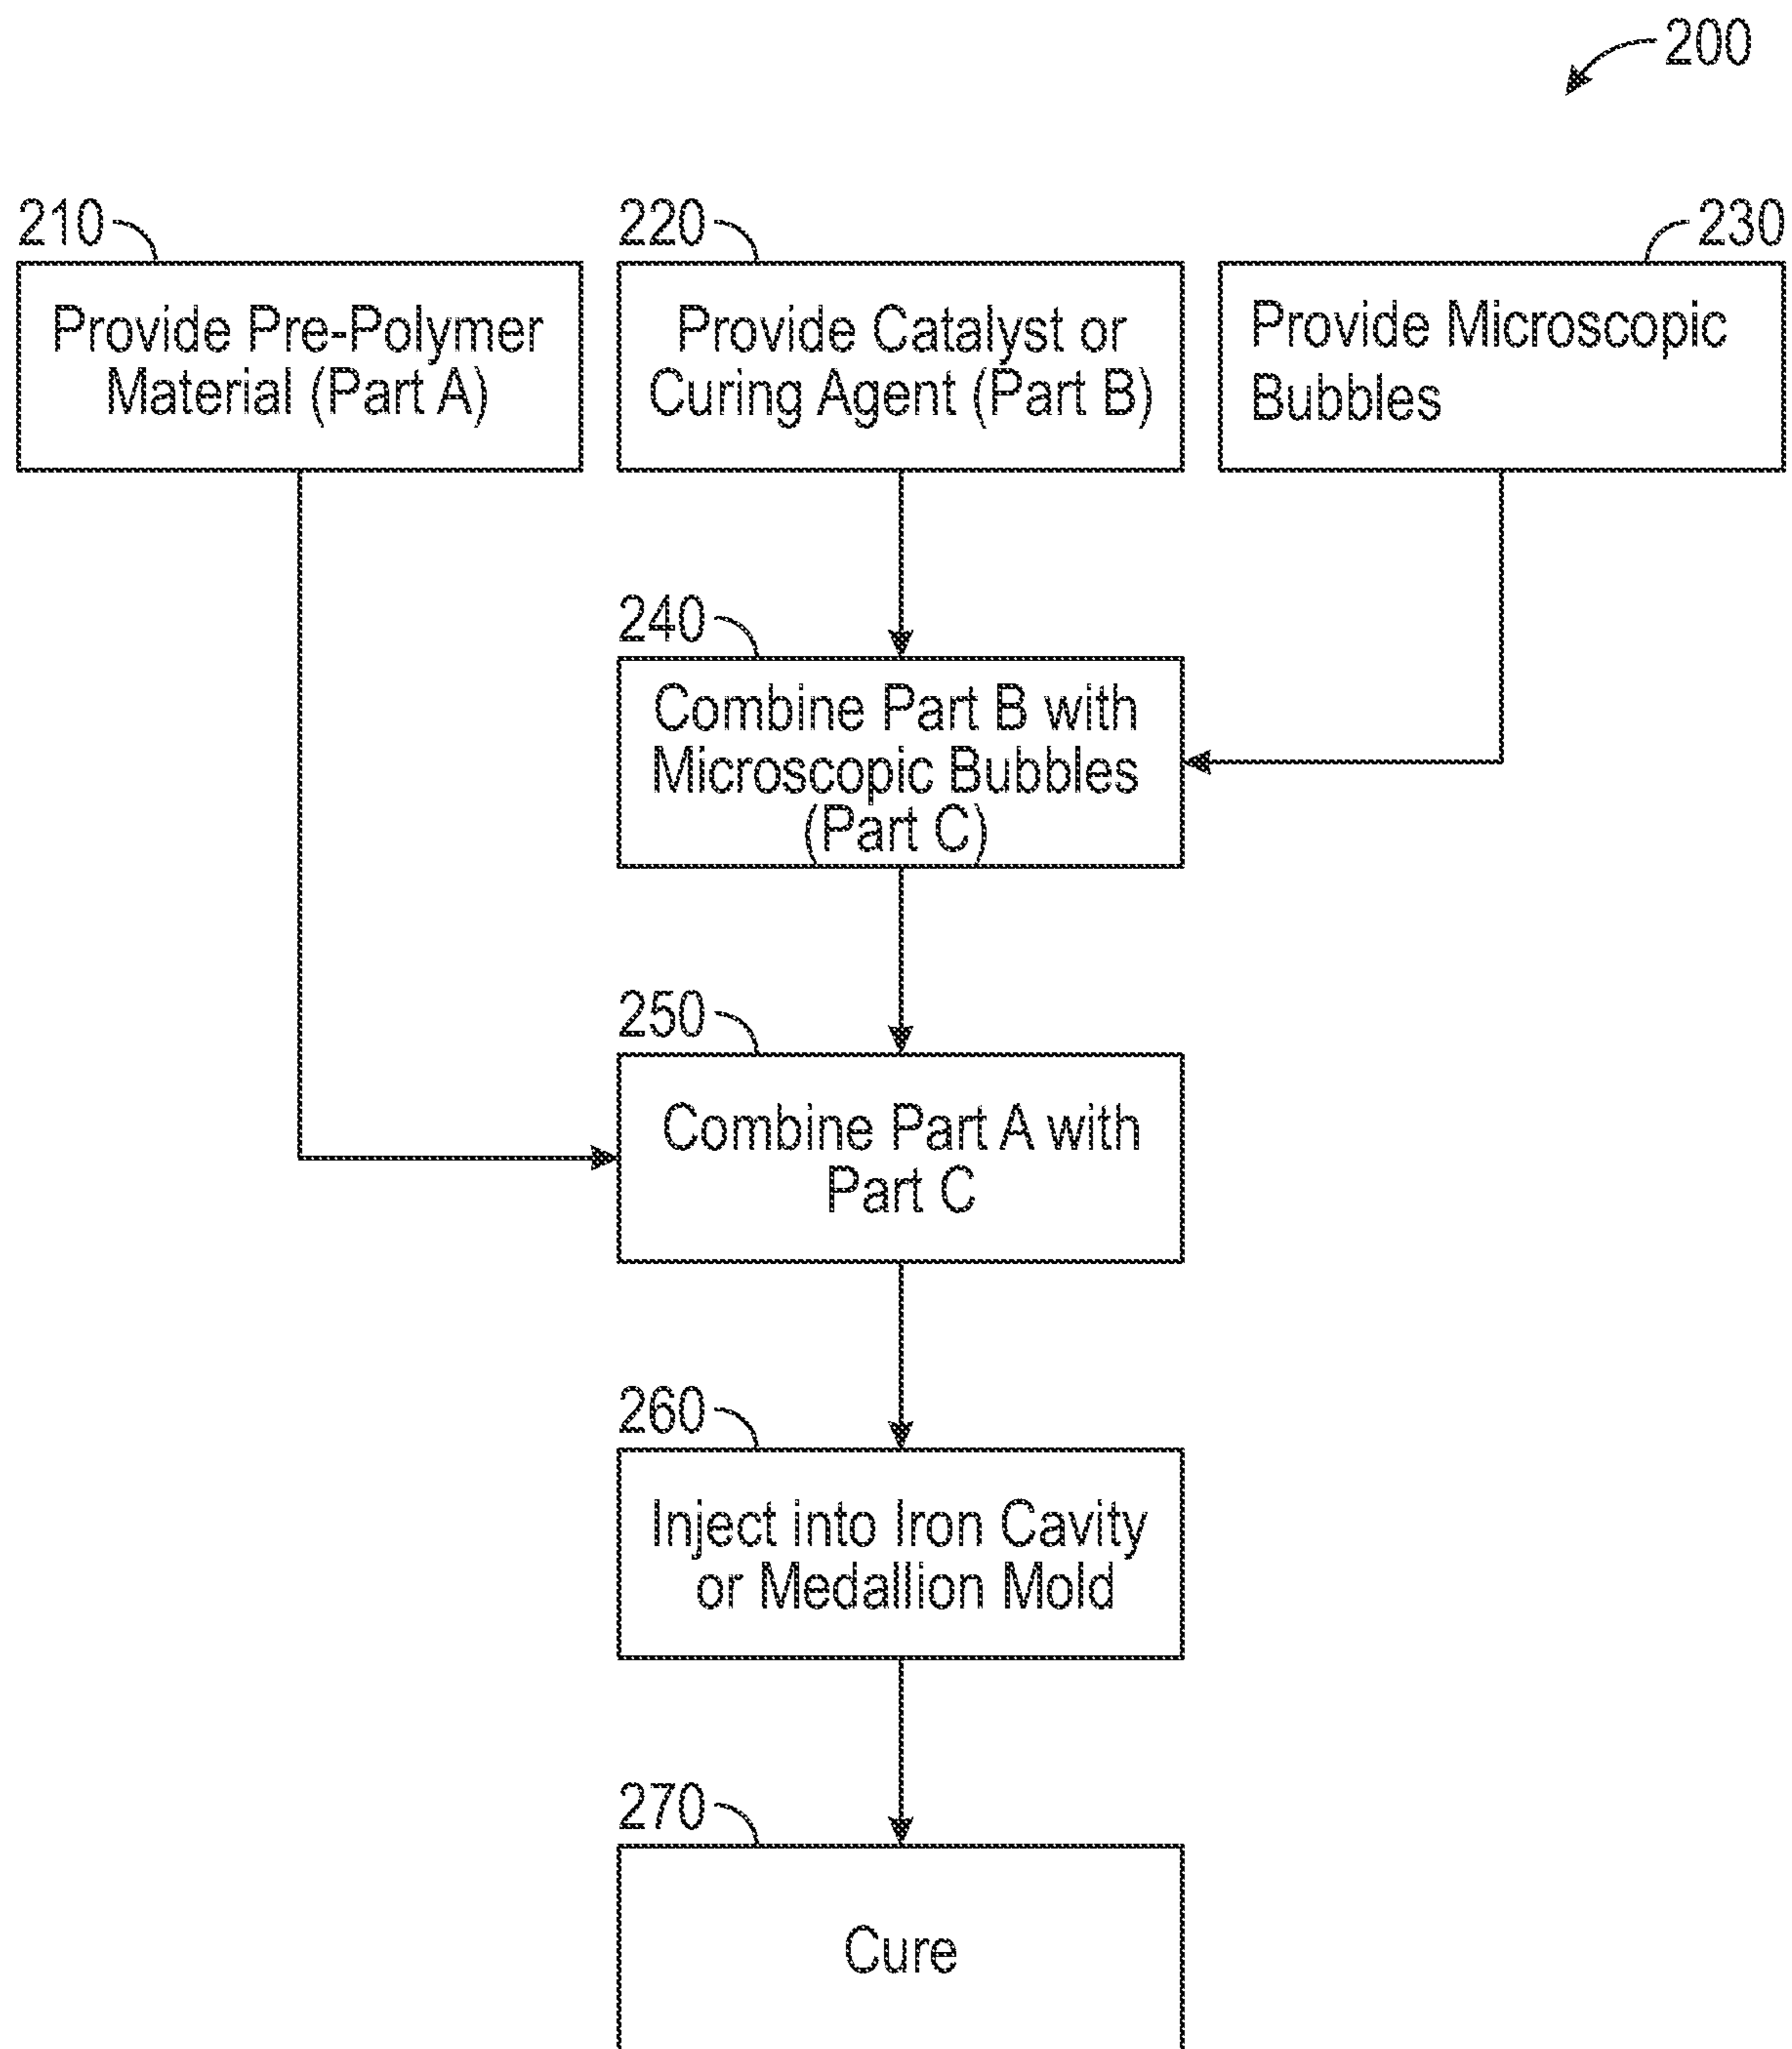 200
210
220
230
Provide Pre-Polymer
Material (Part A)
Provide Catalyst or
Curing Agent (Part B)
Provide Microscopic
Bubbles
240
Combine Part B with
Microscopic Bubbles
(Part C)
250
Combine Part A with
Part C
260
Inject into Iron Cavity
or Medallion Mold
270
Cure